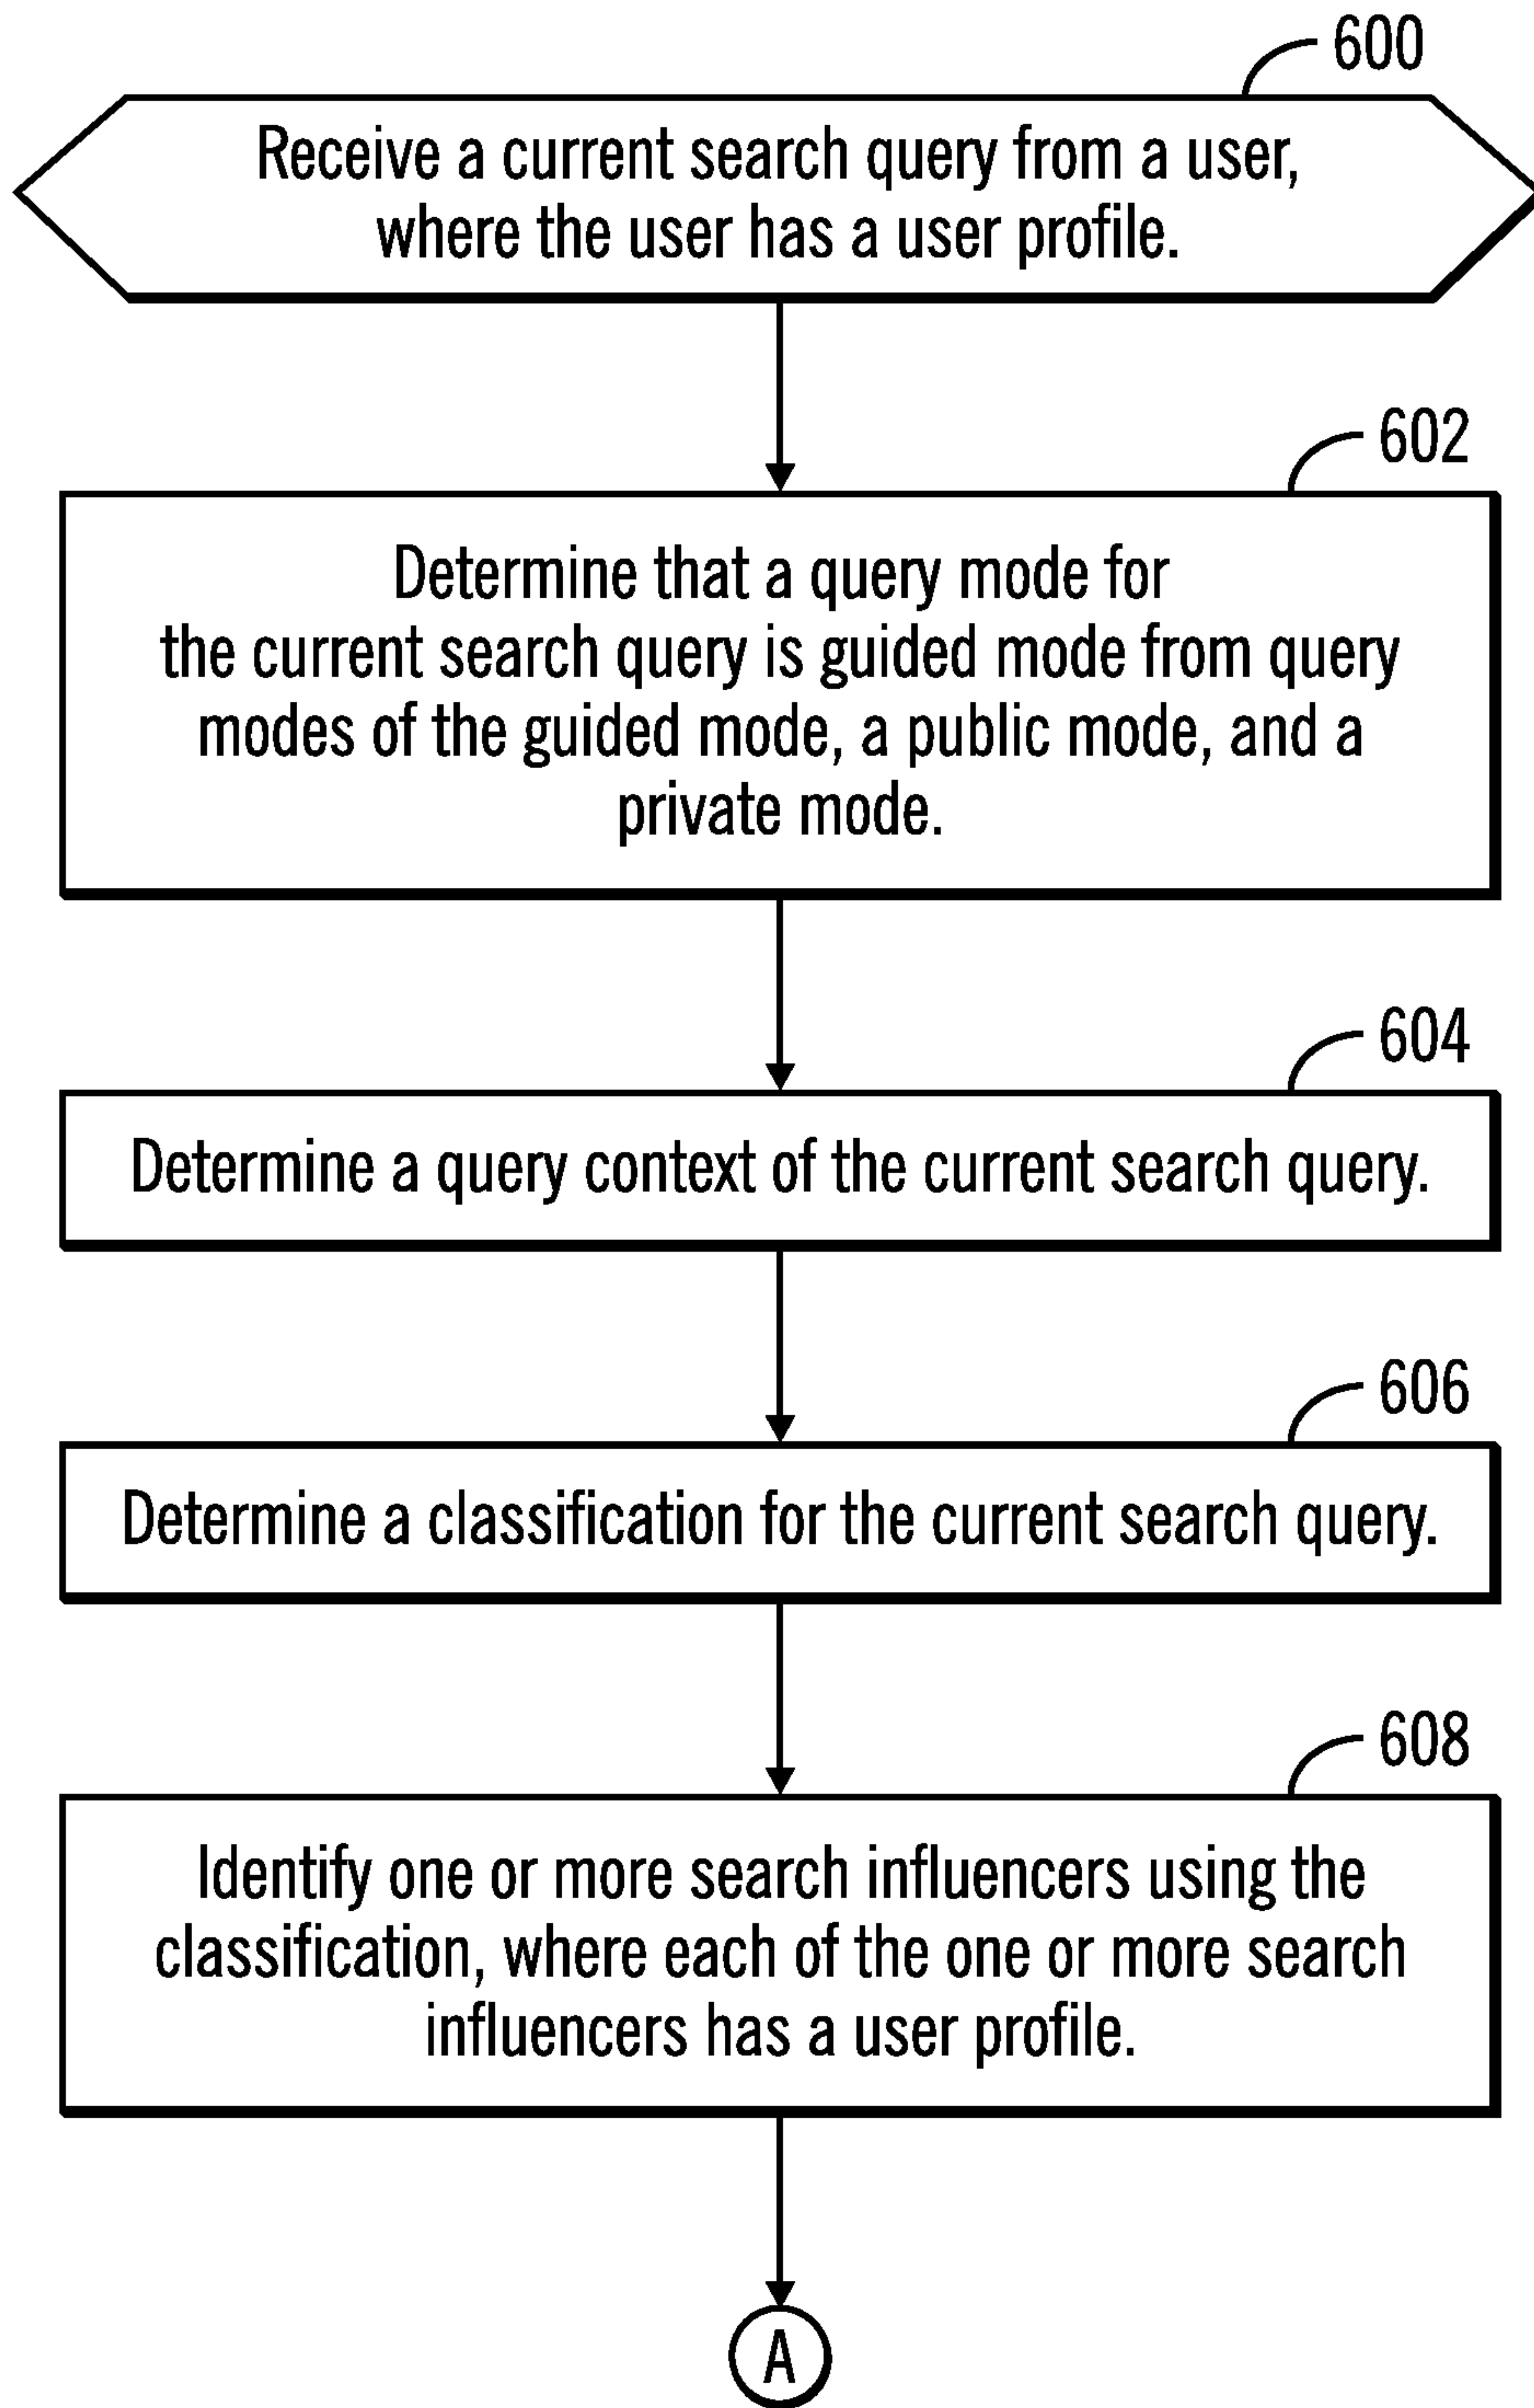 600
Receive a current search query from a user,
where the user has a user profile.
602
Determine that a query mode for
the current search query is guided mode from query
modes of the guided mode, a public mode, and a
private mode.
604
Determine a query context of the current search query.
606
Determine a classification for the current search query.
608
Identify one or more search influencers using the
classification, where each of the one or more search
influencers has a user profile.
A